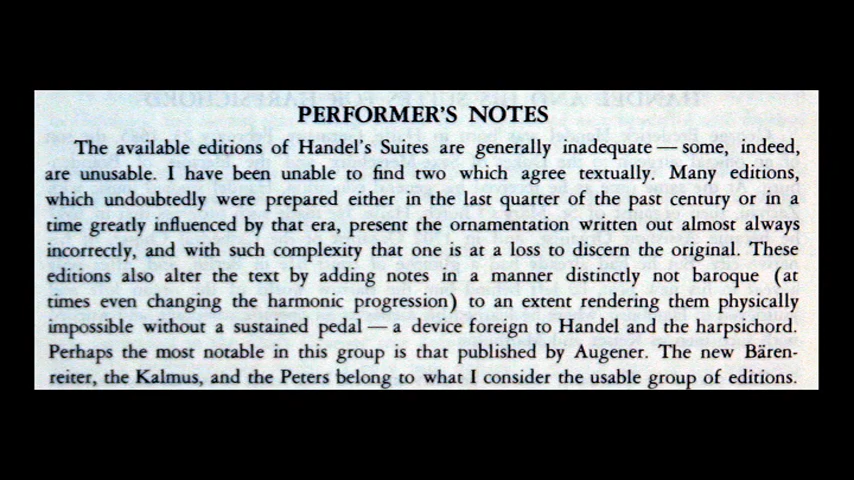 PERFORMER'S NOTES
The available editions of Handel's Suites are generally inadequate — some, indeed,
are unusable. I have been unable to find two which agree textually. Many editions,
which undoubtedly were prepared either in the last quarter of the past century or in a
time greatly influenced by that era, present the ornamentation written out almost always
incorrectly, and with such complexity that one is at a loss to discern the original. These
editions also alter the text by adding notes in a manner distinctly not baroque (at
times even changing the harmonic progression) to an extent rendering them physically
impossible without a sustained pedal — a device foreign to Handel and the harpsichord.
Perhaps the most notable in this group is that published by Augener. The new Bären-
reiter, the Kalmus, and the Peters belong to what I consider the usable group of editions.